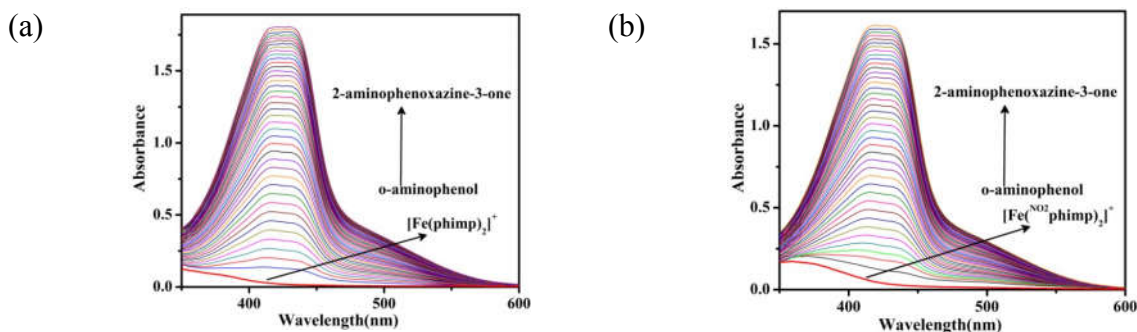 (a)
1.5
1.0
0.5
0.0
400
500
600
Absorbance
Wavelength(nm)
2-aminophenoxazine-3-one
o-aminophenol
[Fe(phimp)₂]⁺
(b)
1.5
1.0
0.5
0.0
400
500
600
Absorbance
Wavelength(nm)
2-aminophenoxazine-3-one
o-aminophenol
[Fe(ᴺᴼ²phimp)₂]⁺